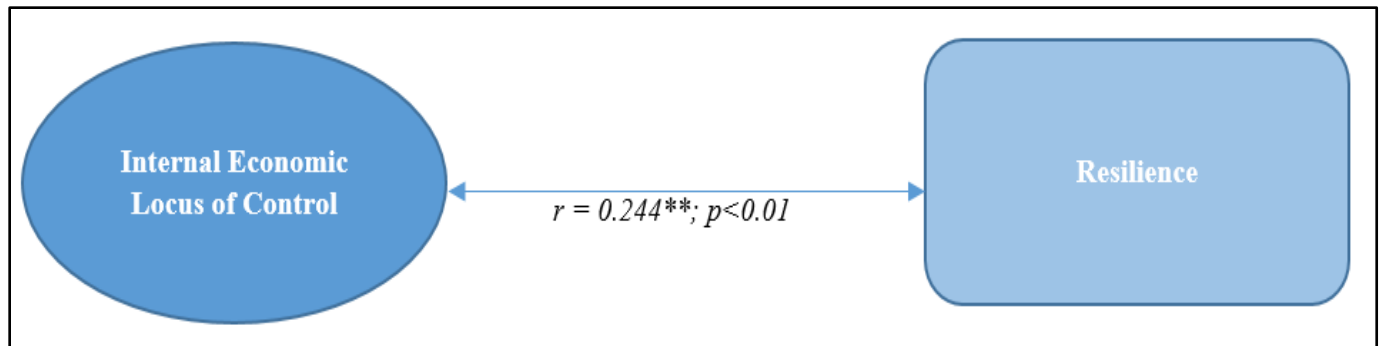 Internal Economic
Locus of Control
Resilience
r = 0.244**; p<0.01